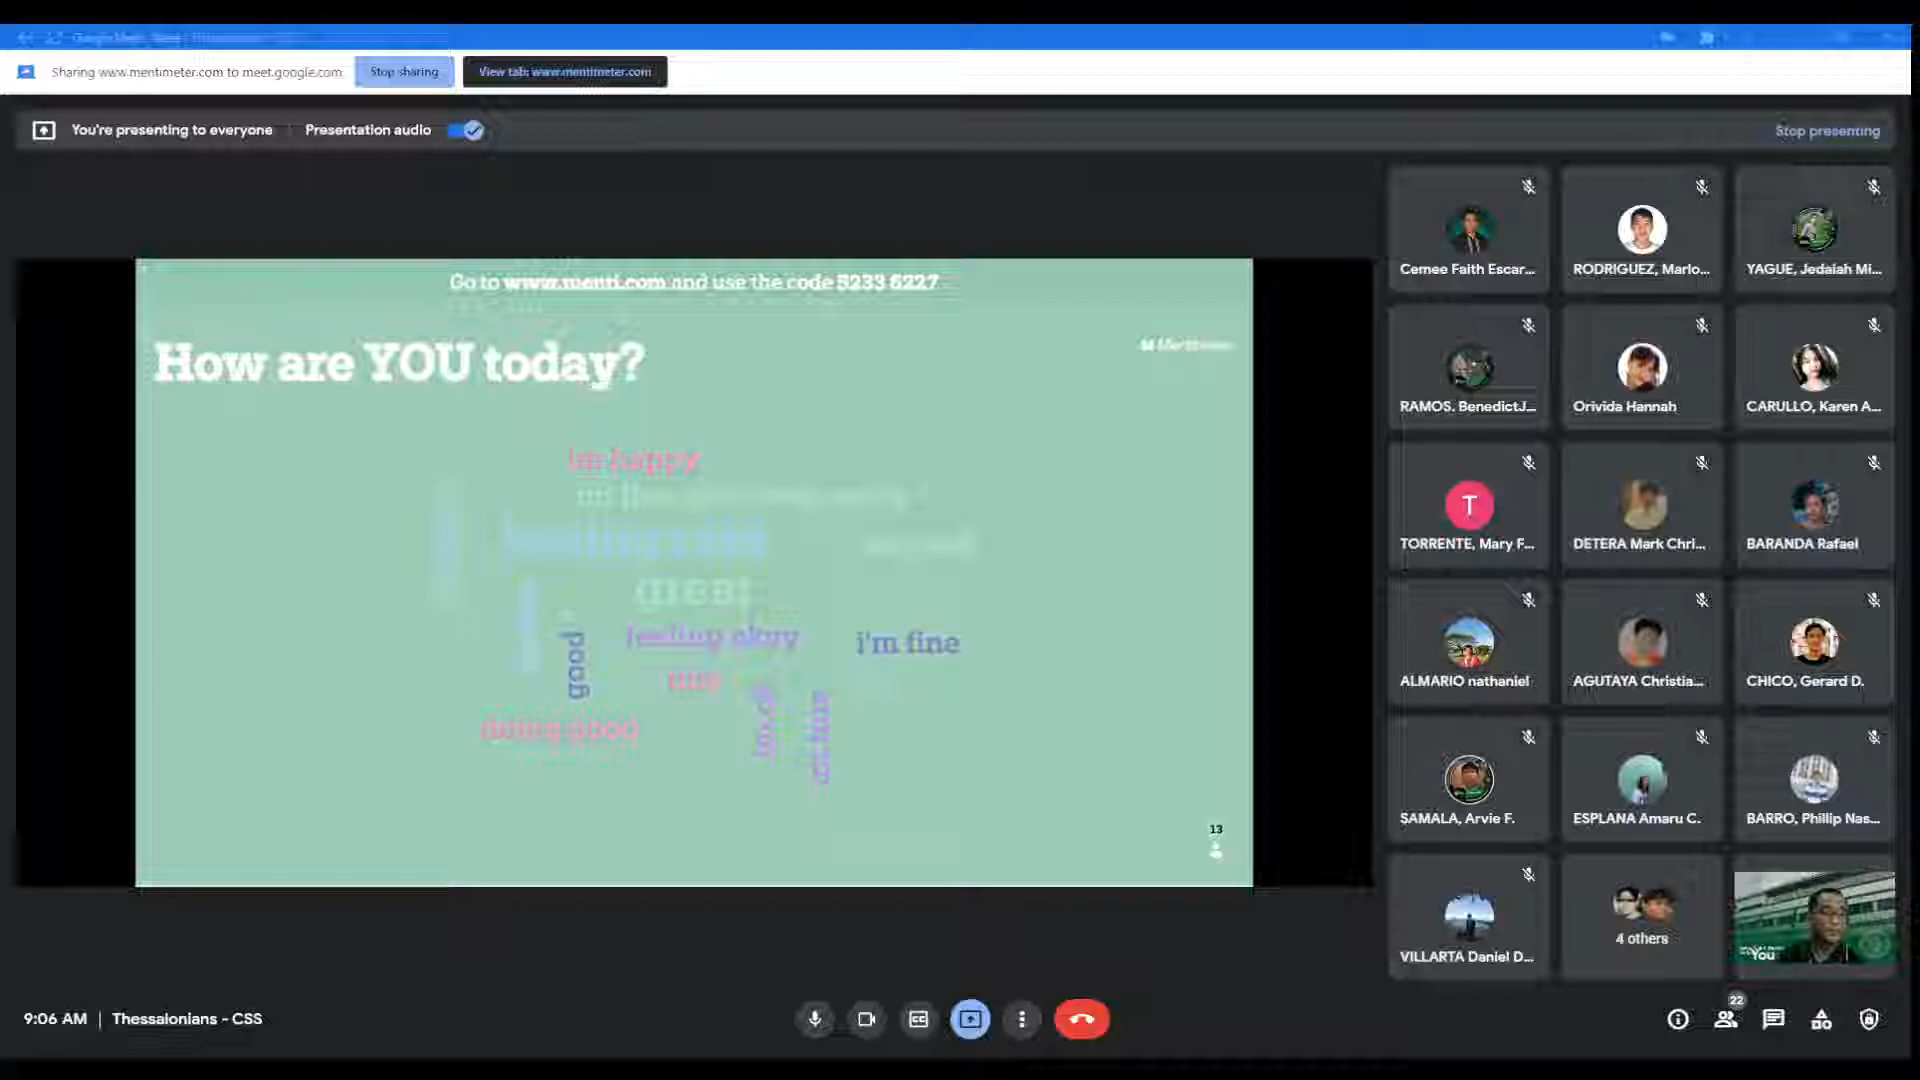 Sharing www.mentimeter.com to meet.google.com
Stop sharing
View tab: www.mentimeter.com
You're presenting to everyone
Presentation audio
Stop presenting
Go to www.menti.com and use the code 5233 6227
How are YOU today?
im happy
great
good
feeling okay
i'm fine
doing good
13
Cemee Faith Escar...
RODRIGUEZ, Marlo...
YAGUE, Jedaiah Mi...
RAMOS. BenedictJ...
Orivida Hannah
CARULLO, Karen A...
T
TORRENTE, Mary F...
DETERA Mark Chri...
BARANDA Rafael
ALMARIO nathaniel
AGUTAYA Christia...
CHICO, Gerard D.
SAMALA, Arvie F.
ESPLANA Amaru C.
BARRO, Phillip Nas...
VILLARTA Daniel D...
4 others
You
9:06 AM | Thessalonians - CSS
22